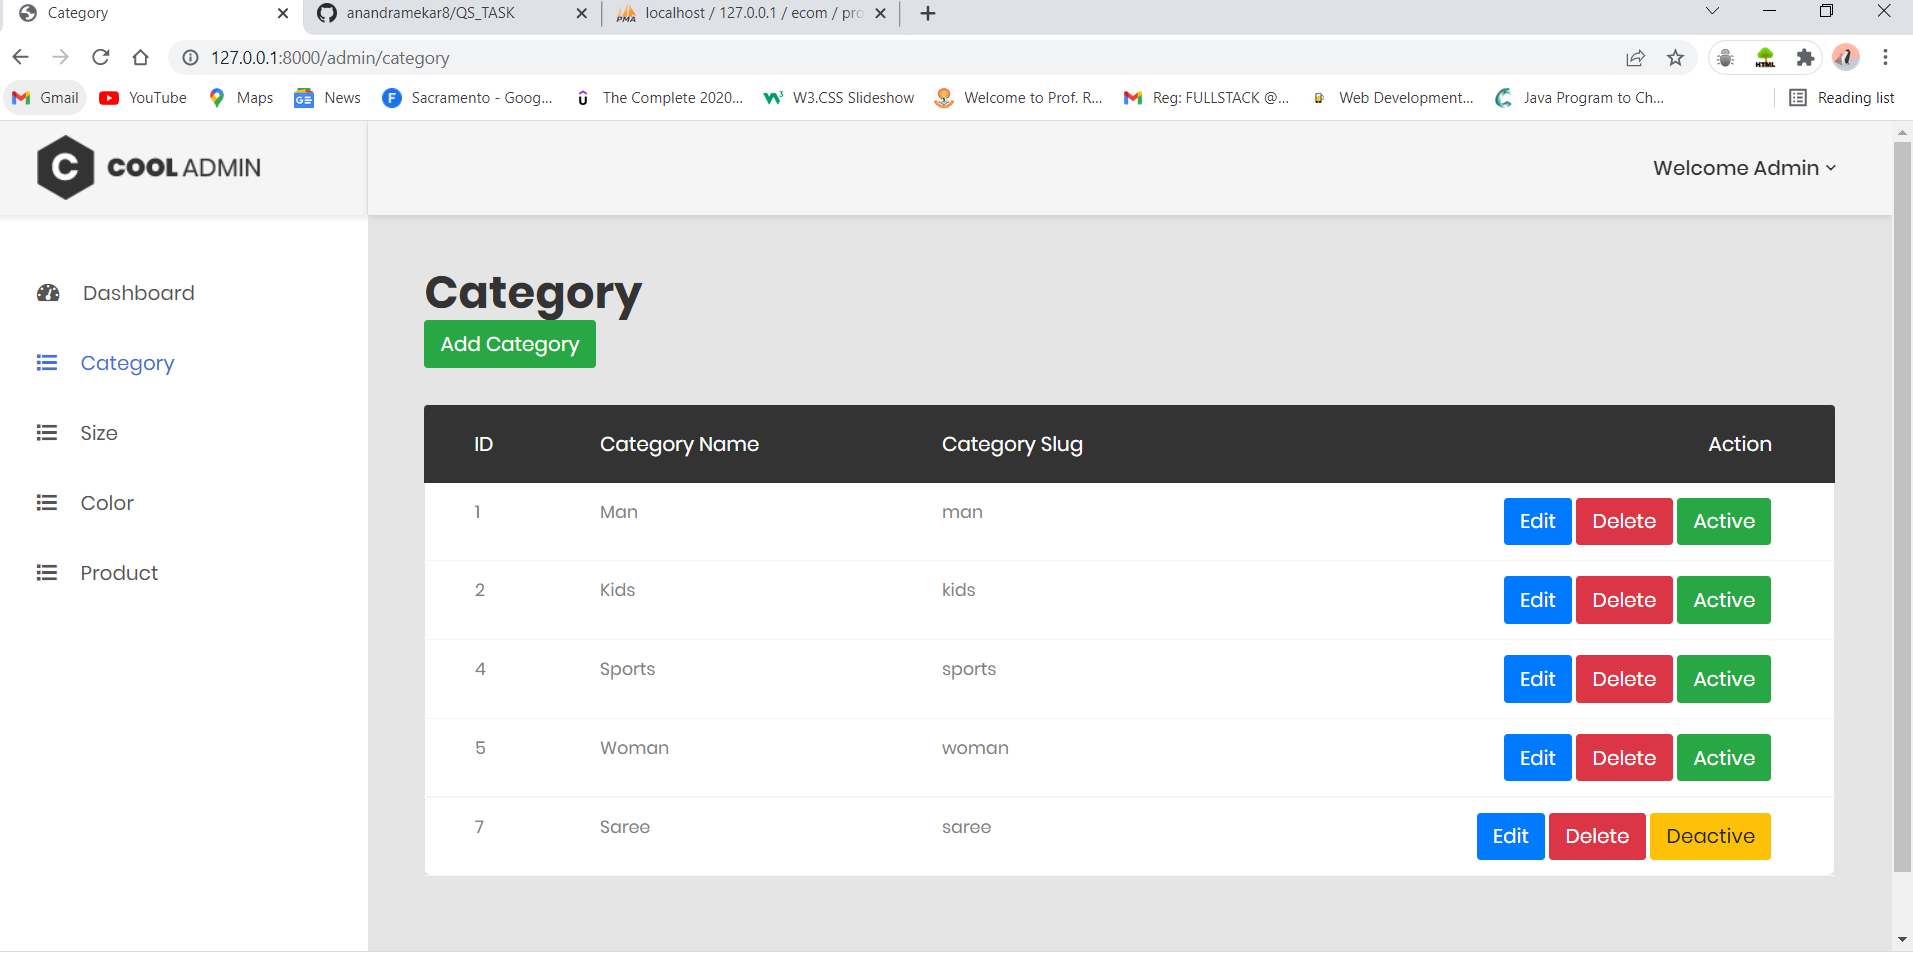 Category
anandramekar8/QS_TASK
localhost / 127.0.0.1 / ecom / pro
127.0.0.1:8000/admin/category
Gmail
YouTube
Maps
News
Sacramento - Goog...
The Complete 2020...
W3.CSS Slideshow
Welcome to Prof. R...
Reg: FULLSTACK @...
Web Development...
Java Program to Ch...
Reading list
C COOL ADMIN
Welcome Admin
Dashboard
Category
Size
Color
Product
Category
Add Category
ID Category Name Category Slug Action
1 Man man Edit Delete Active
2 Kids kids Edit Delete Active
4 Sports sports Edit Delete Active
5 Woman woman Edit Delete Active
7 Saree saree Edit Delete Deactive